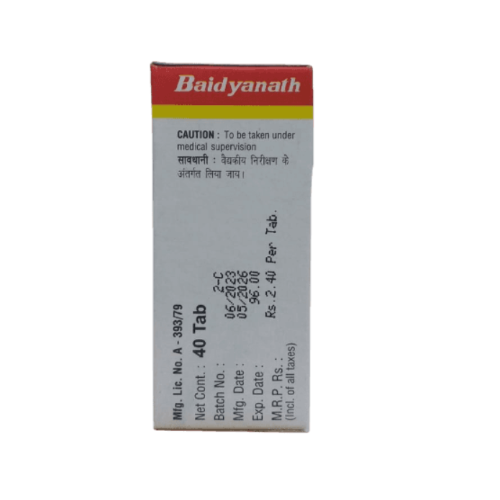 Baidyanath
CAUTION : To be taken under
medical supervision
सावधानी : वैद्यकीय निरीक्षण के
अंतर्गत लिया जाय।
Mfg. Lic. No. A - 393/79
Net Cont. : 40 Tab
Batch No. : 2-C
Mfg. Date : 06/2023
Exp. Date : 05/2026
M.R.P. Rs. : 96.00
(Incl. of all taxes) Rs.2.40 Per Tab.